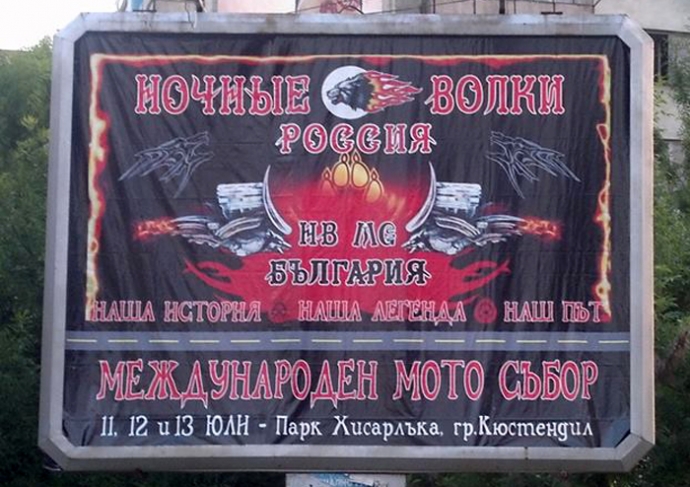 НОЧНЫЕ ВОЛКИ
РОССИЯ
НВ МС
БЪЛГАРИЯ
НАША ИСТОРИЯ НАША ЛЕГЕНДА НАШ ПЪТ
МЕЖДУНАРОДЕН МОТО СЪБОР
11, 12 и 13 ЮЛИ - Парк Хисарлъка, гр.Кюстендил